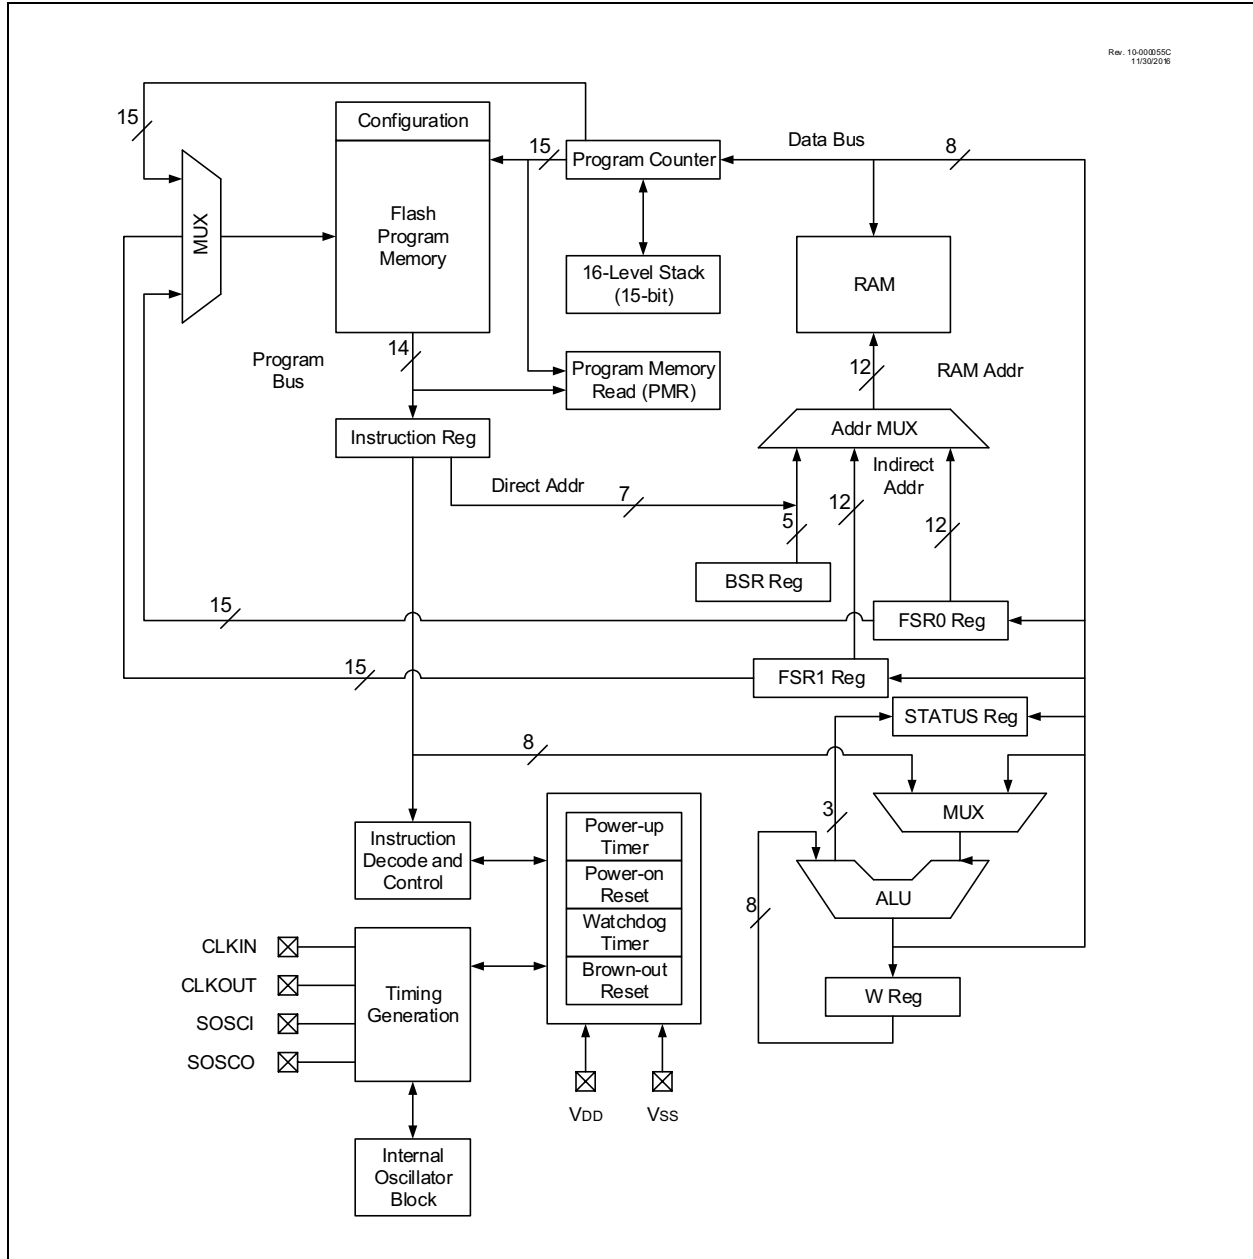 Rev. 10-000055C
11/30/2016
15
Configuration
15
Program Counter
Data Bus
8
MUX
Flash
Program
Memory
16-Level Stack
(15-bit)
RAM
14
Program
Bus
Program Memory
Read (PMR)
12
RAM Addr
Instruction Reg
Addr MUX
Direct Addr
7
Indirect
Addr
12
5
12
BSR Reg
15
FSR0 Reg
15
FSR1 Reg
STATUS Reg
8
3
MUX
Instruction
Decode and
Control
Power-up
Timer
Power-on
Reset
Watchdog
Timer
Brown-out
Reset
ALU
8
W Reg
CLKIN
CLKOUT
SOSCI
SOSCO
Timing
Generation
VDD
VSS
Internal
Oscillator
Block